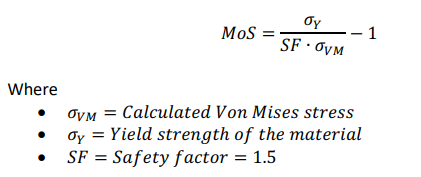 MoS = σY / (SF · σVM) − 1
Where
• σVM = Calculated Von Mises stress
• σY = Yield strength of the material
• SF = Safety factor = 1.5